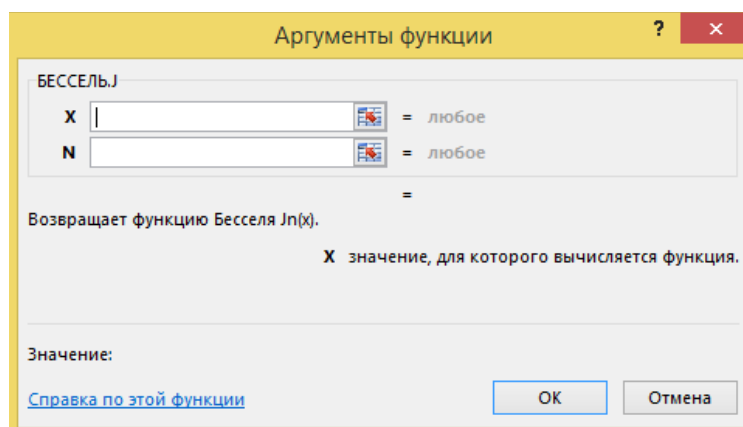 Аргументы функции ? ×
БЕССЕЛЬ.J
X = любое
N = любое
=
Возвращает функцию Бесселя Jn(x).
X значение, для которого вычисляется функция.
Значение:
Справка по этой функции ОК Отмена